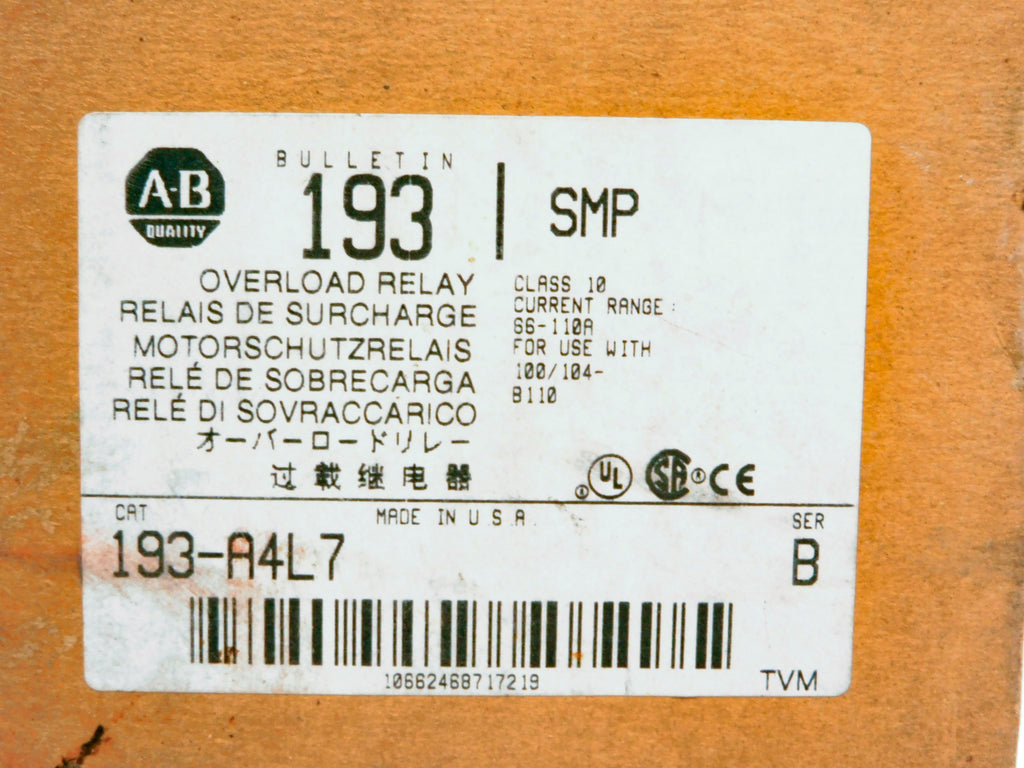 A-B
QUALITY
BULLETIN
193
SMP
OVERLOAD RELAY
RELAIS DE SURCHARGE
MOTORSCHUTZRELAIS
RELÉ DE SOBRECARGA
RELÉ DI SOVRACCARICO
オーバーロードリレー
过载继电器
CLASS 10
CURRENT RANGE:
66-110A
FOR USE WITH
100/104-
B110
UL
SA
CE
CAT
MADE IN U S A
SER
193-A4L7
B
10662468717219
TVM